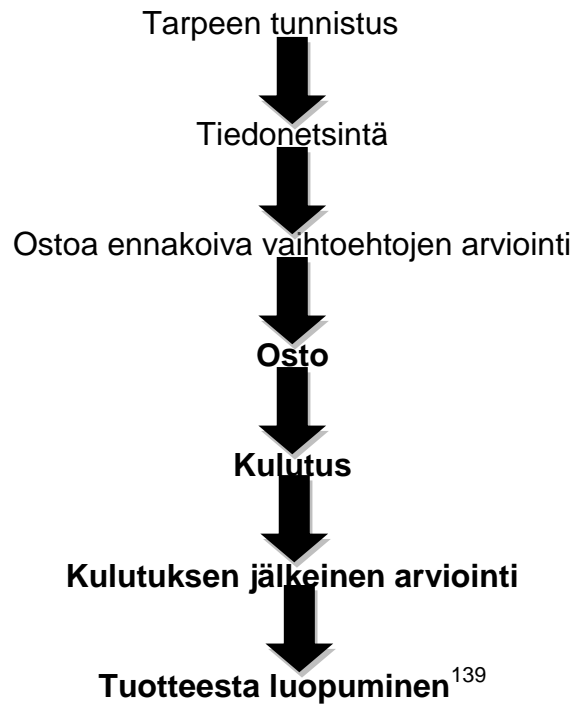 Tarpeen tunnistus
Tiedonetsintä
Ostoa ennakoiva vaihtoehtojen arviointi
Osto
Kulutus
Kulutuksen jälkeinen arviointi
Tuotteesta luopuminen139